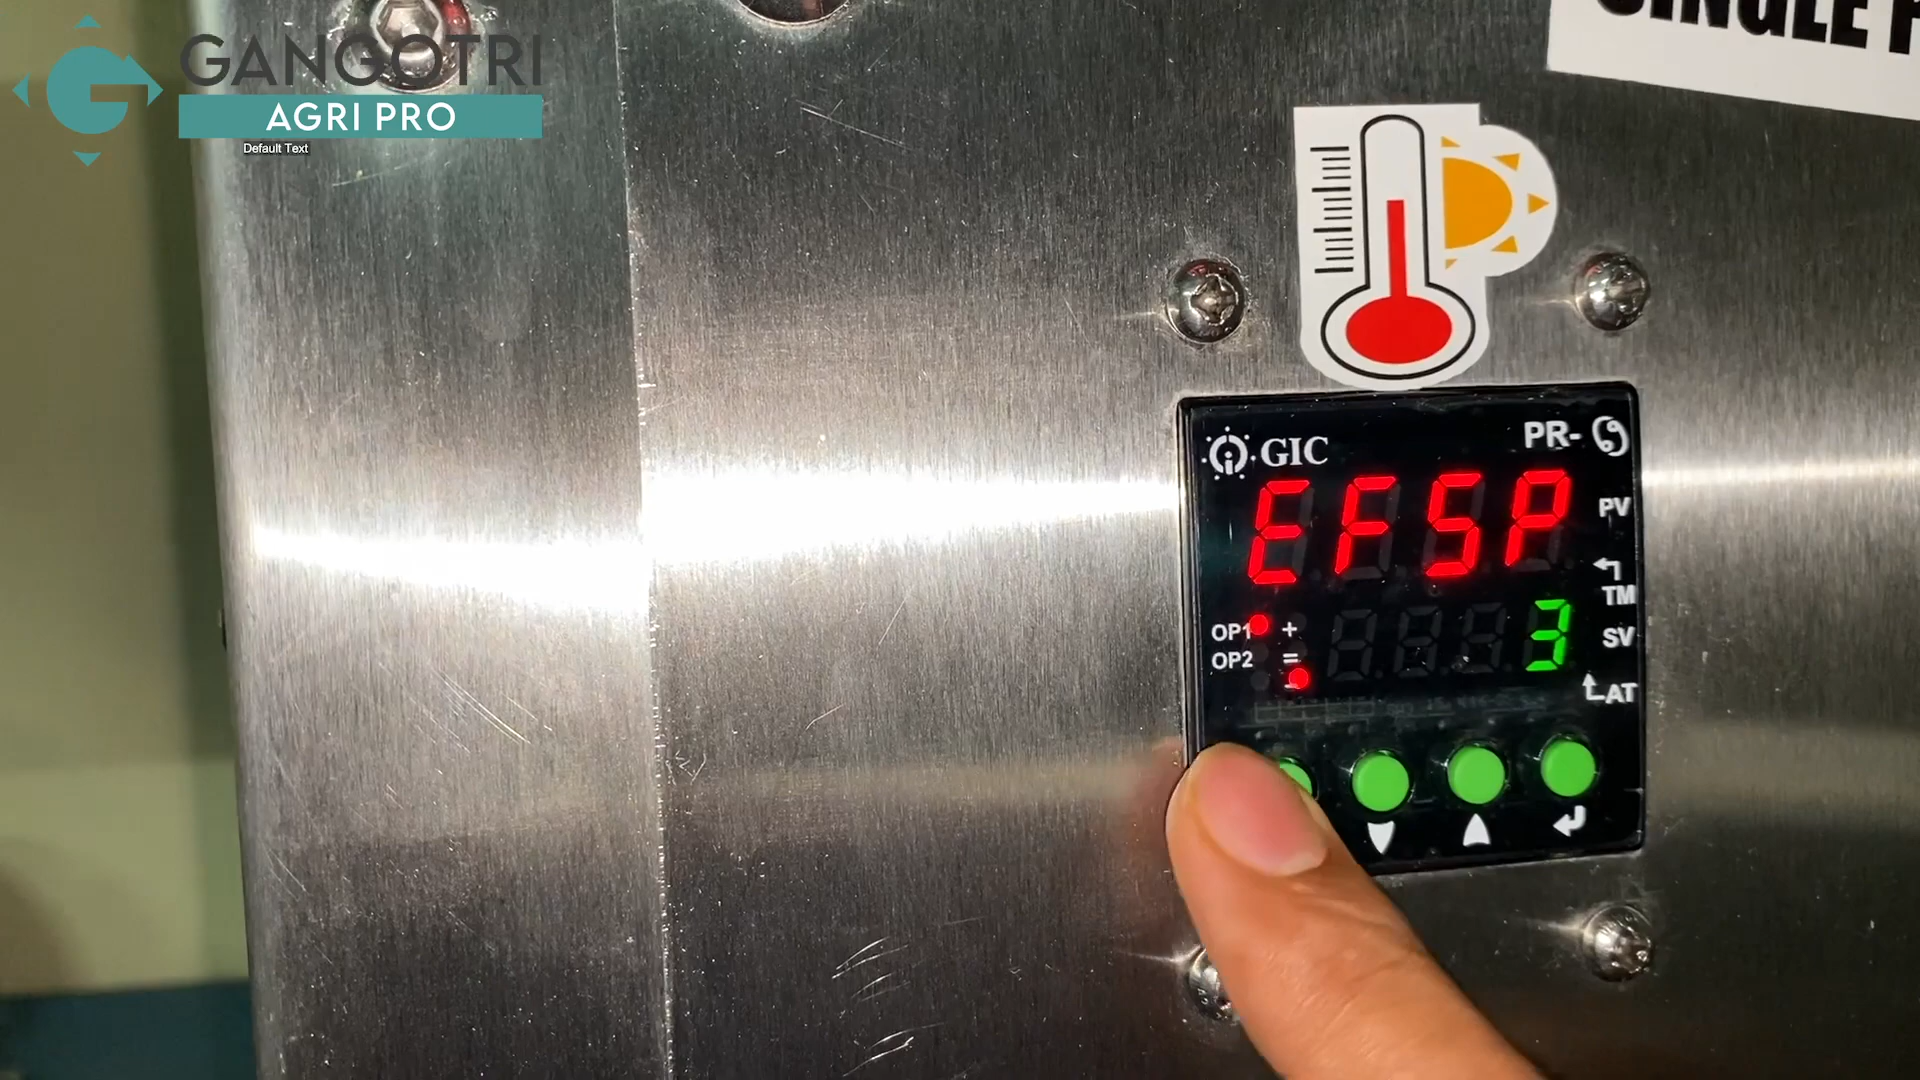 GANGOTRI
AGRI PRO
Default Text
SINGLE
GIC
PR-
EFSP
PV
TM
OP1 +
3
SV
OP2 =
AT